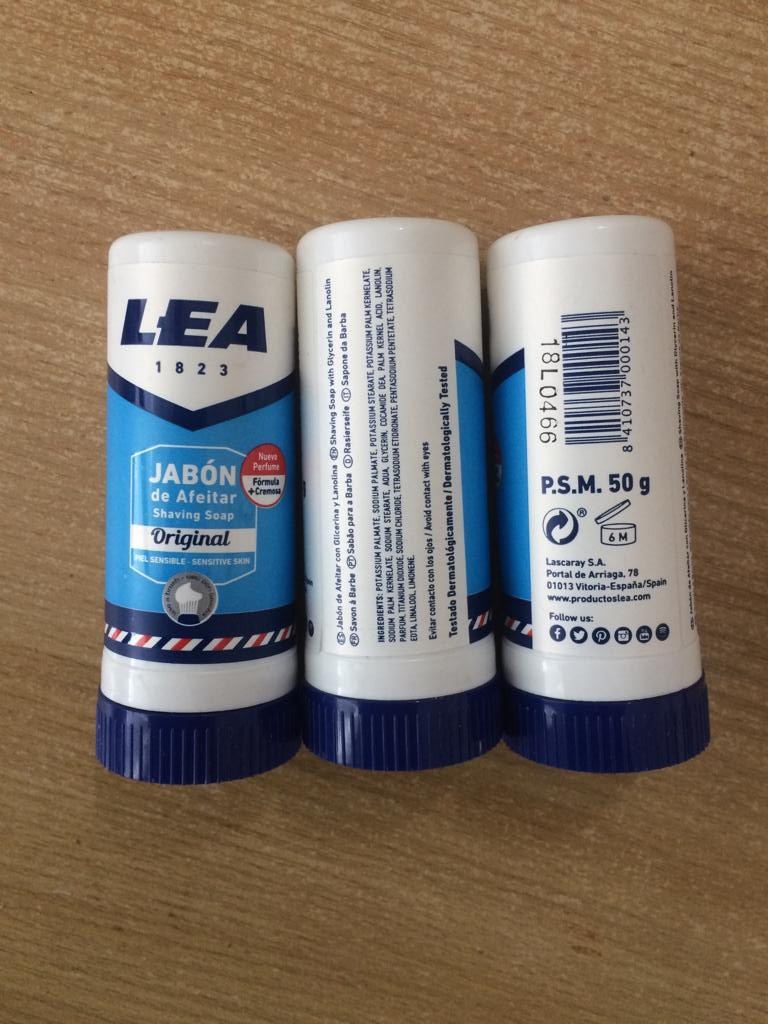 LEA
1823
Nuevo
Perfume
Fórmula
+Cremosa
JABÓN
de Afeitar
Shaving Soap
Original
PIEL SENSIBLE · SENSITIVE SKIN
ES Jabón de Afeitar con Glicerina y Lanolina EN Shaving Soap with Glycerin and Lanolin
FR Savon à Barbe PT Sabão para a Barba D Rasierseife IT Sapone da Barba
INGREDIENTS: POTASSIUM PALMATE, SODIUM PALMATE, POTASSIUM STEARATE, POTASSIUM PALM KERNELATE,
SODIUM PALM KERNELATE, SODIUM STEARATE, AQUA, GLYCERIN, COCAMIDE DEA, PALM KERNEL ACID, LANOLIN,
PARFUM, TITANIUM DIOXIDE, SODIUM CHLORIDE, TETRASODIUM ETIDRONATE, PENTASODIUM PENTETATE, TETRASODIUM
EDTA, LINALOOL, LIMONENE.
Evitar contacto con los ojos / Avoid contact with eyes
Testado Dermatológicamente / Dermatologically Tested
18L0466
8 410737 000143
P.S.M. 50 g
®
6 M
Lascaray S.A.
Portal de Arriaga, 78
01013 Vitoria-España/Spain
www.productoslea.com
Follow us: